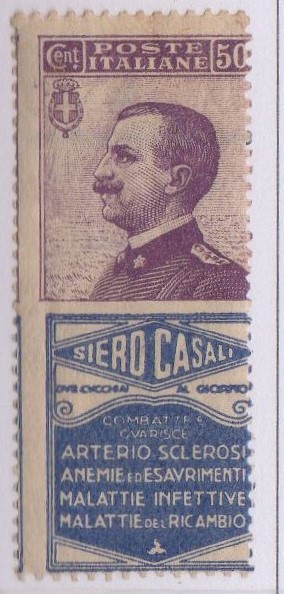 Cent POSTE ITALIANE 50
SIERO CASALI
DUE CUCCHIAI AL GIORNO
COMBATTE E
GUARISCE
ARTERIO SCLEROSI
ANEMIE ED ESAURIMENTI
MALATTIE INFETTIVE
MALATTIE DEL RICAMBIO